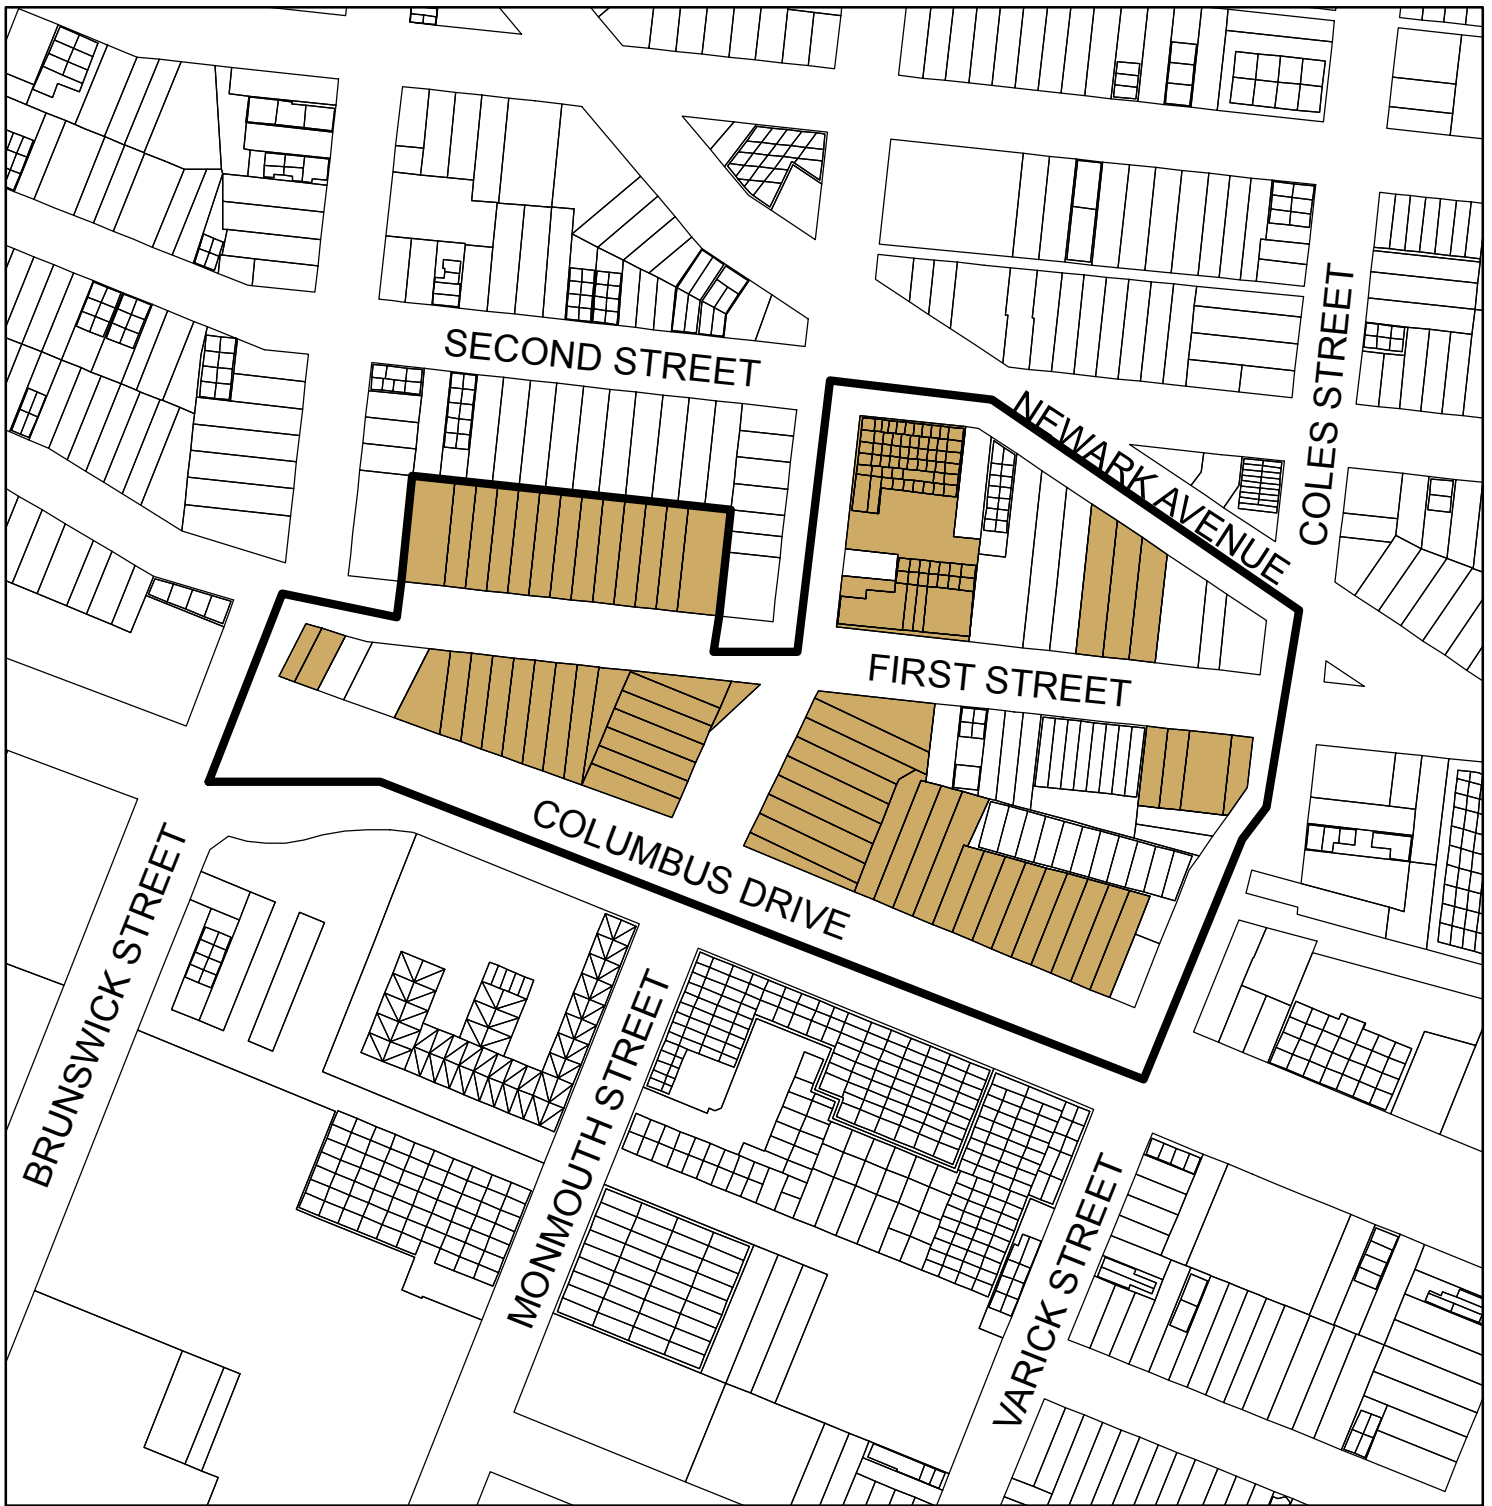 SECOND STREET
COLES STREET
NEWARK AVENUE
FIRST STREET
COLUMBUS DRIVE
BRUNSWICK STREET
MONMOUTH STREET
VARICK STREET